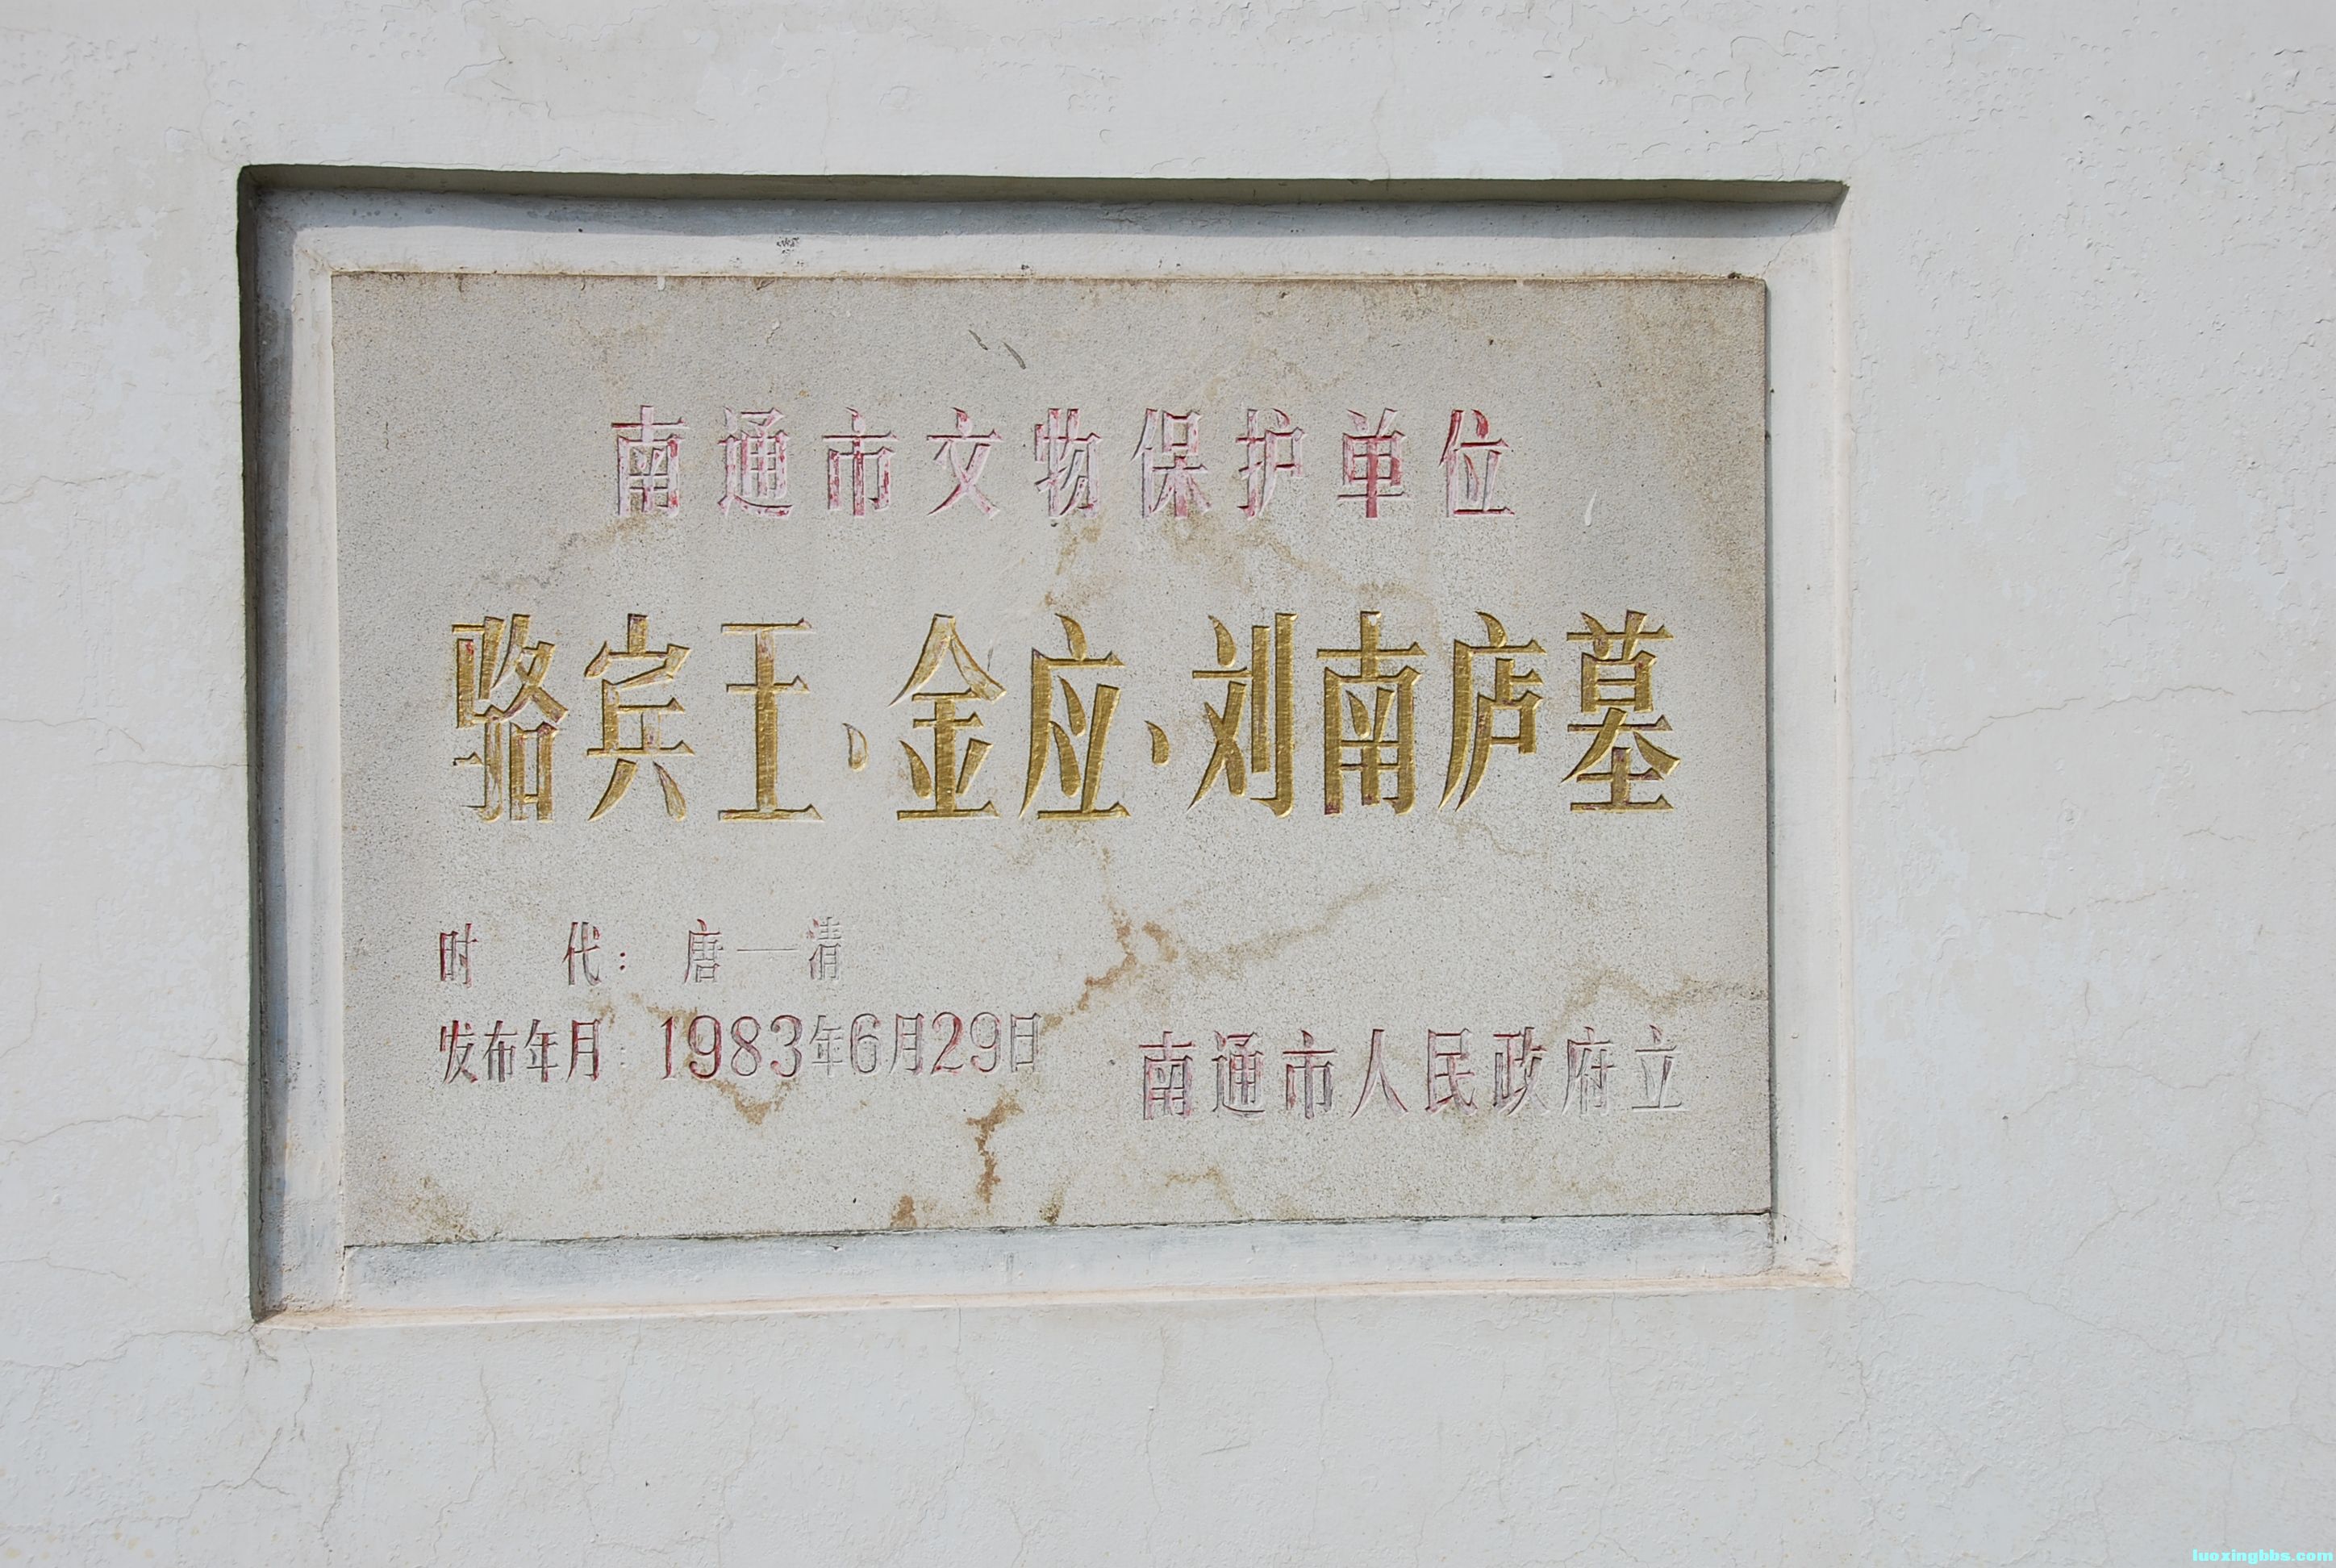 南通市文物保护单位
骆宾王、金应、刘南庐墓
时 代: 唐—清
发布年月: 1983年6月29日
南通市人民政府立
luoxingbbs.com